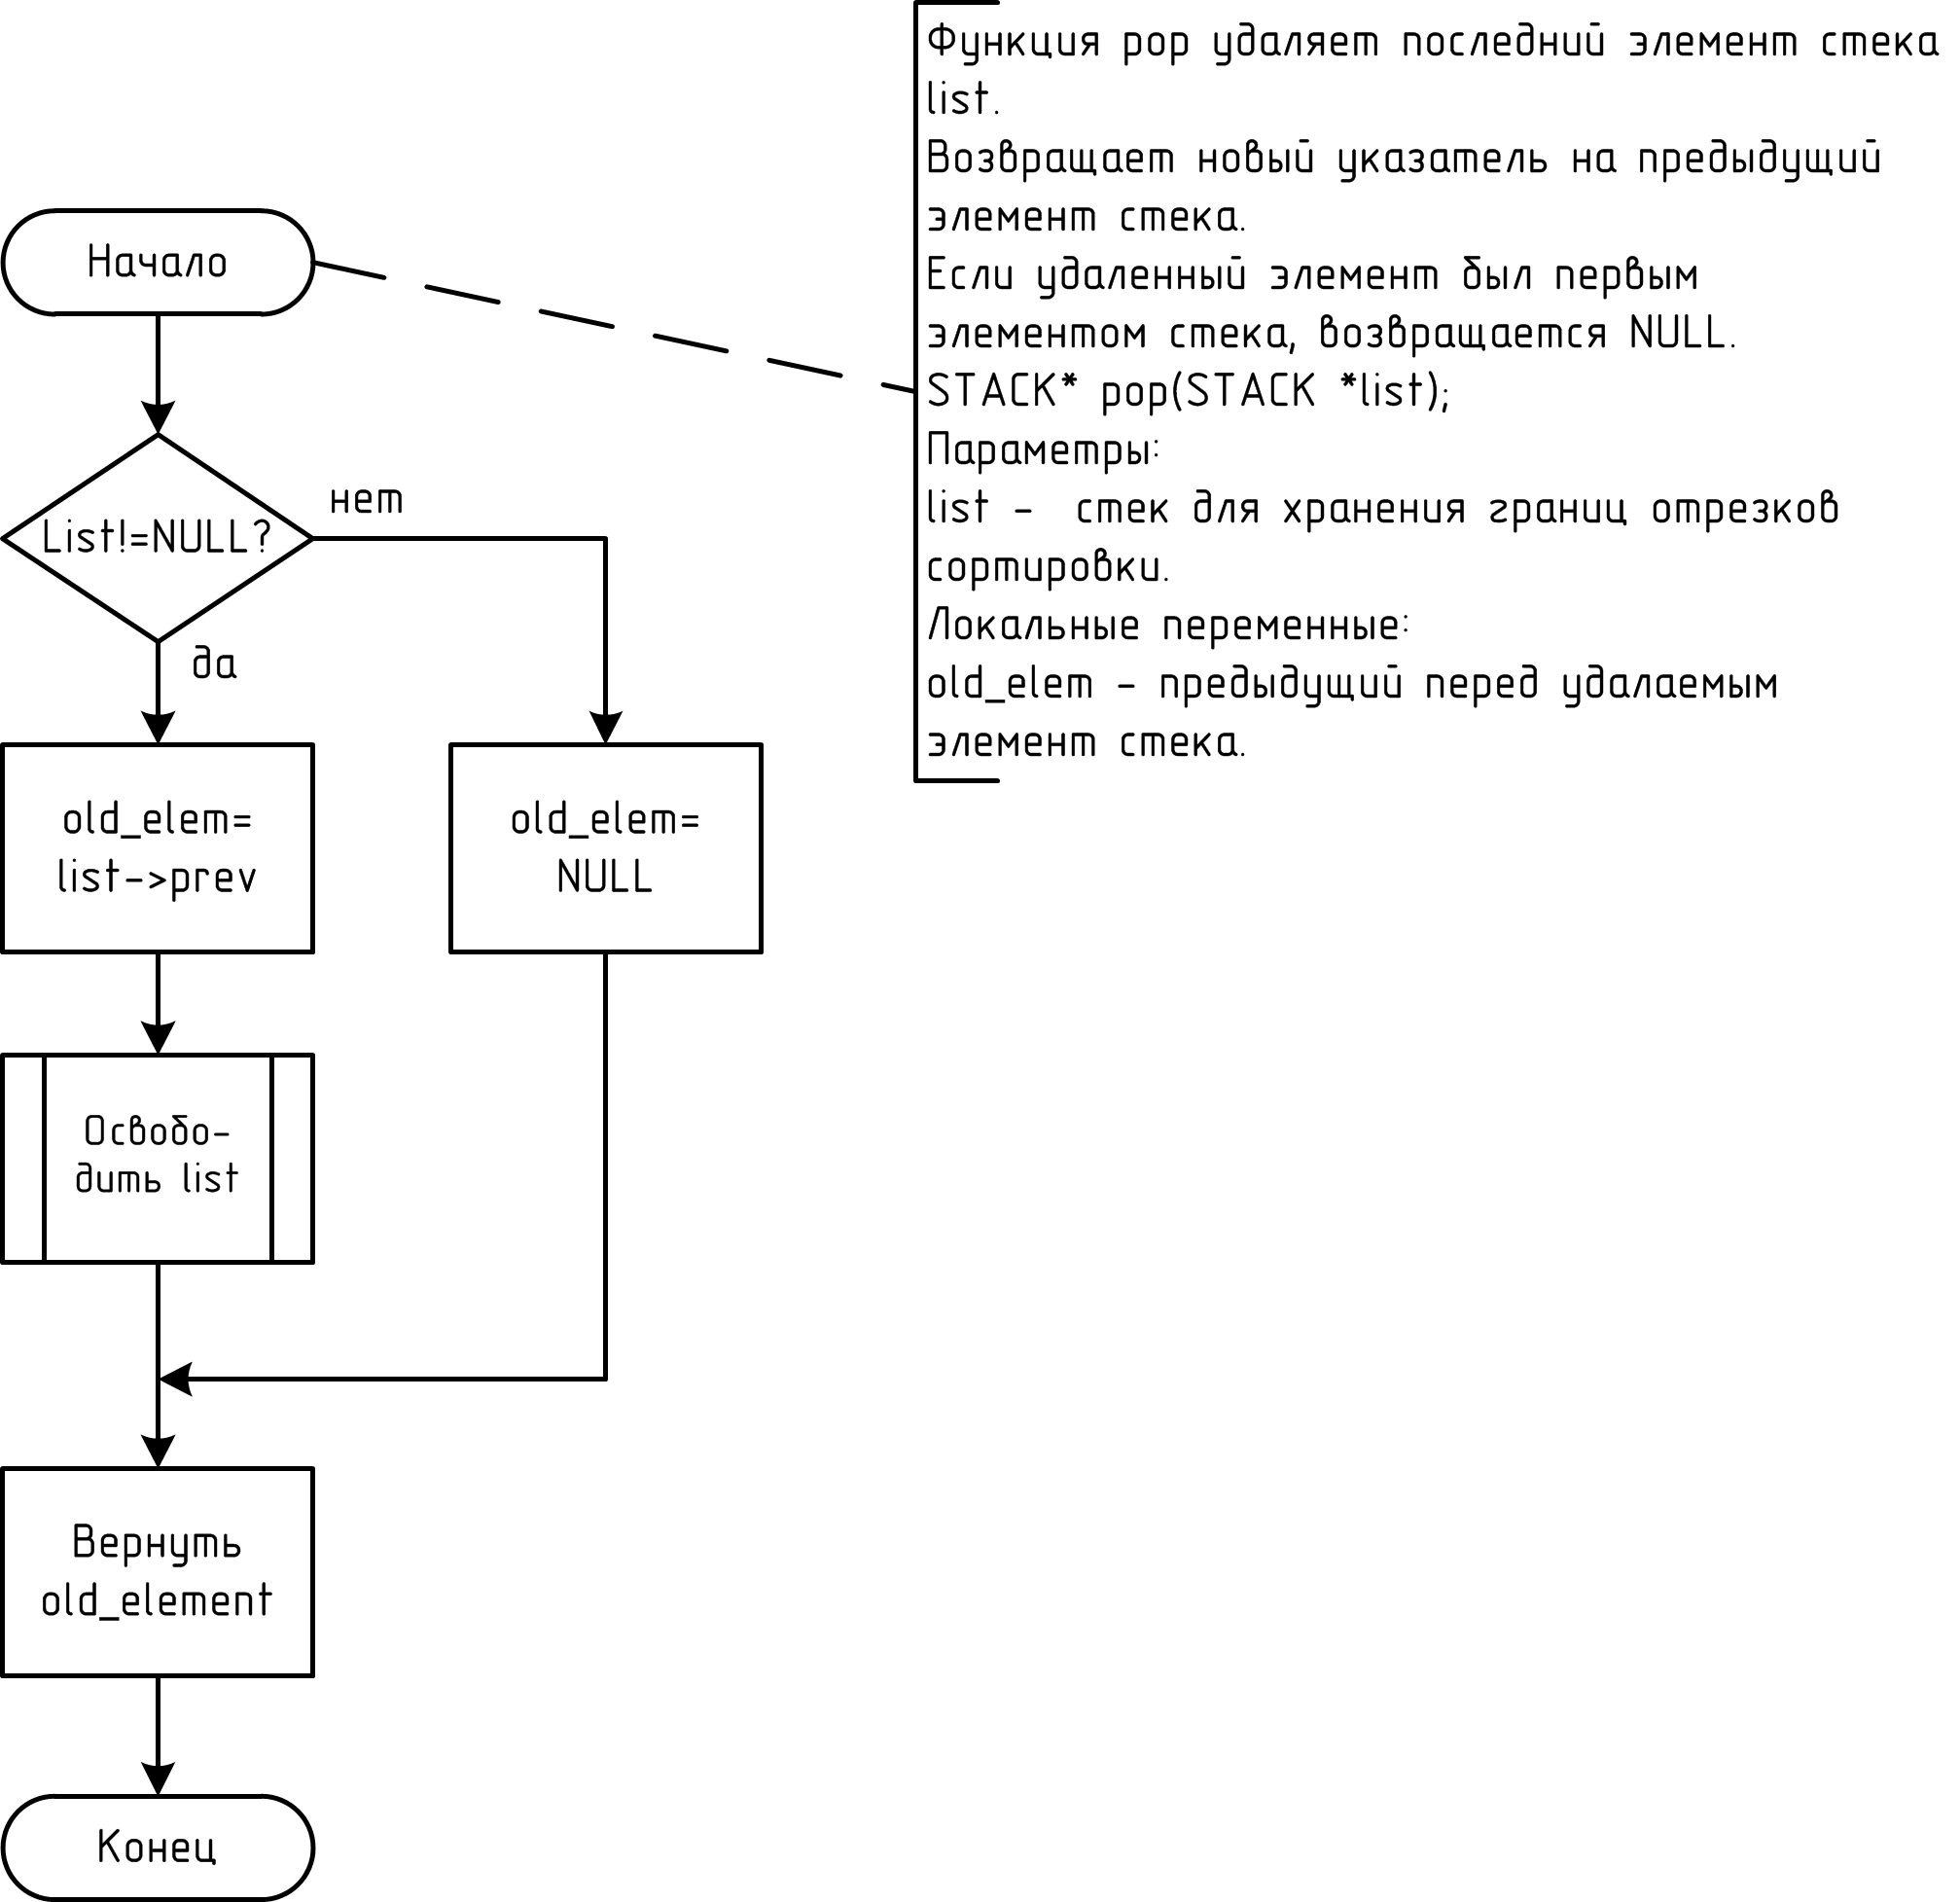 Функция pop удаляет последний элемент стека
list.
Возвращает новый указатель на предыдущий
элемент стека.
Если удаленный элемент был первым
элементом стека, возвращается NULL.
STACK* pop(STACK *list);
Параметры:
list - стек для хранения границ отрезков
сортировки.
Локальные переменные:
old_elem - предыдущий перед удалаемым
элемент стека.
Начало
List!=NULL?
нет
да
old_elem=
list->prev
old_elem=
NULL
Освобо-
дить list
Вернуть
old_element
Конец